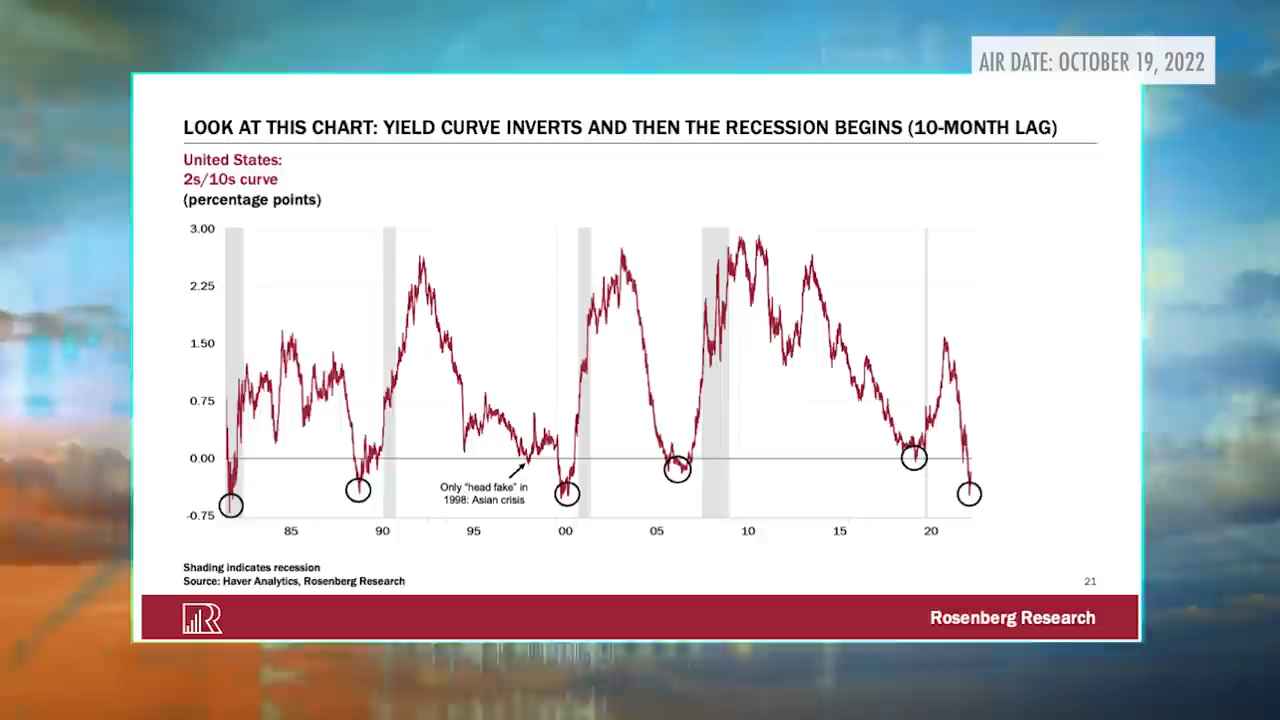 AIR DATE: OCTOBER 19, 2022
LOOK AT THIS CHART: YIELD CURVE INVERTS AND THEN THE RECESSION BEGINS (10-MONTH LAG)
United States:
2s/10s curve
(percentage points)
3.00
2.25
1.50
0.75
0.00
-0.75
Only "head fake" in
1998: Asian crisis
85 90 95 00 05 10 15 20
Shading indicates recession
Source: Haver Analytics, Rosenberg Research
21
R
Rosenberg Research